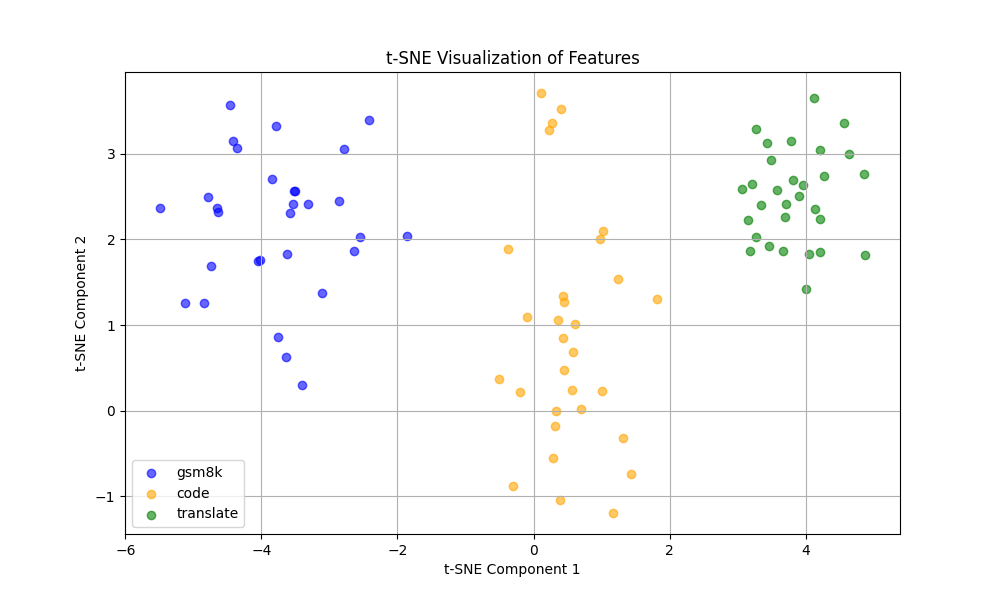 t-SNE Visualization of Features
t-SNE Component 2
3
2
1
0
−1
gsm8k
code
translate
−6
−4
−2
0
2
4
t-SNE Component 1